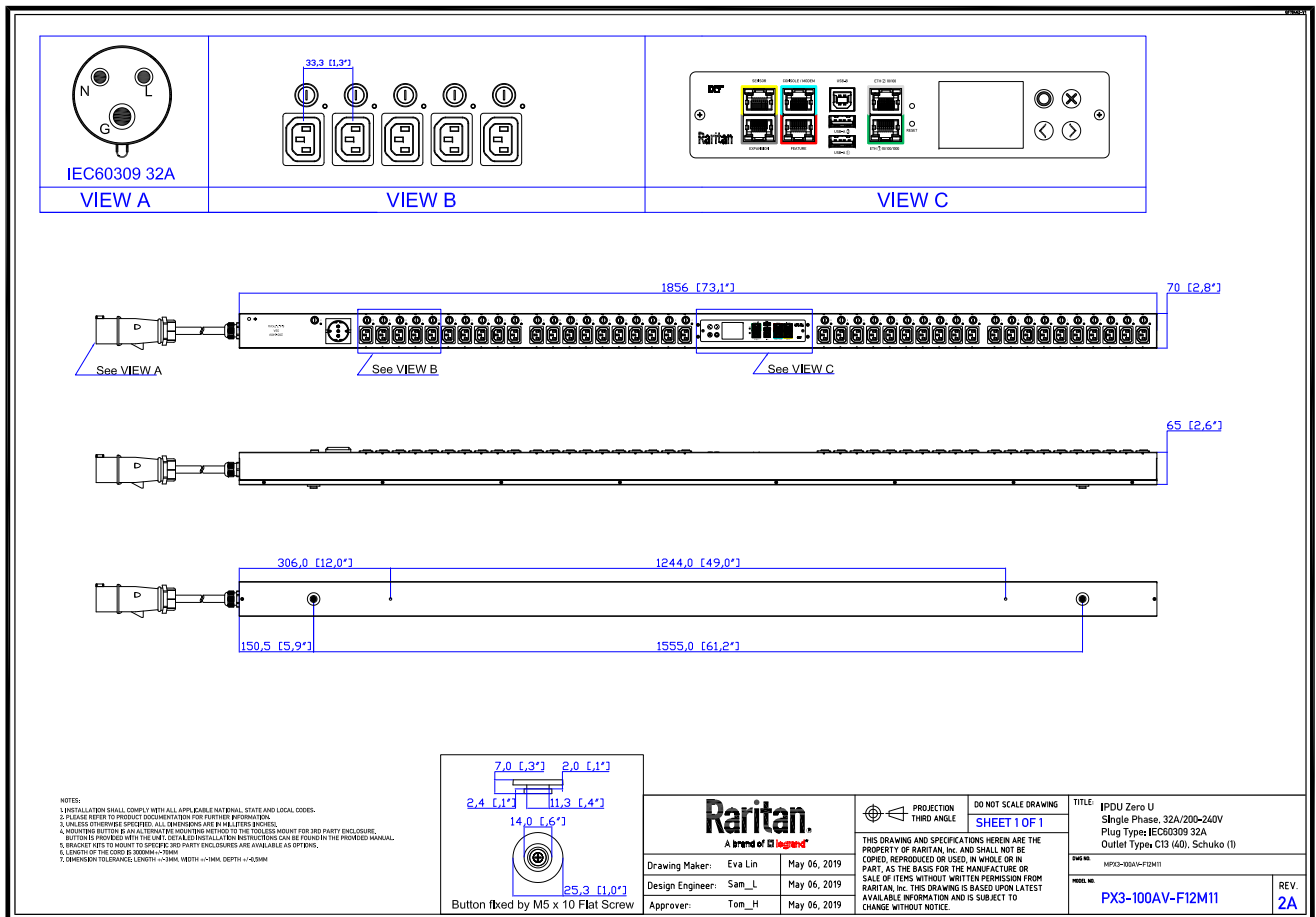 N
L
G
IEC60309 32A
VIEW A
33,3 [1,3"]
VIEW B
SENSOR
CONSOLE / MODEM
USB-B
Raritan
EXPANSION
FEATURE
USB-A
USB-A
RESET
VIEW C
1856 [73,1"]
70 [2,8"]
See VIEW A
See VIEW B
See VIEW C
65 [2,6"]
306,0 [12,0"]
1244,0 [49,0"]
150,5 [5,9"]
1555,0 [61,2"]
NOTES:
1, INSTALLATION SHALL COMPLY WITH ALL APPLICABLE NATIONAL, STATE AND LOCAL CODES.
2, PLEASE REFER TO PRODUCT DOCUMENTATION FOR FURTHER INFORMATION.
3, UNLESS OTHERWISE SPECIFIED, ALL DIMENSIONS ARE IN MILLITERS [INCHES].
4, MOUNTING BUTTON IS AN ALTERNATIVE MOUNTING METHOD TO THE TOOLESS MOUNT FOR 3RD PARTY ENCLOSURE,
BUTTON IS PROVIDED WITH THE UNIT. DETAILED INSTALLATION INSTRUCTIONS CAN BE FOUND IN THE PROVIDED MANUAL.
5, BRACKET KITS TO MOUNT TO SPECIFIC 3RD PARTY ENCLOSURES ARE AVAILABLE AS OPTIONS.
6, LENGTH OF THE CORD IS 3000MM+/-70MM
7, DIMENSION TOLERANCE: LENGTH +/-3MM, WIDTH +/-1MM, DEPTH +/-0,5MM
7,0 [,3"]
2,0 [,1"]
2,4 [,1"]
11,3 [,4"]
14,0 [,6"]
25,3 [1,0"]
Button fixed by M5 x 10 Flat Screw
Raritan.
A brand of legrand
Drawing Maker: Eva Lin May 06, 2019
Design Engineer: Sam_L May 06, 2019
Approver: Tom_H May 06, 2019
PROJECTION
THIRD ANGLE
DO NOT SCALE DRAWING
SHEET 1 OF 1
THIS DRAWING AND SPECIFICATIONS HEREIN ARE THE
PROPERTY OF RARITAN, Inc. AND SHALL NOT BE
COPIED, REPRODUCED OR USED, IN WHOLE OR IN
PART, AS THE BASIS FOR THE MANUFACTURE OR
SALE OF ITEMS WITHOUT WRITTEN PERMISSION FROM
RARITAN, Inc. THIS DRAWING IS BASED UPON LATEST
AVAILABLE INFORMATION AND IS SUBJECT TO
CHANGE WITHOUT NOTICE.
TITLE: IPDU Zero U
Single Phase, 32A/200-240V
Plug Type: IEC60309 32A
Outlet Type: C13 (40), Schuko (1)
DWG NO.
MPX3-100AV-F12M11
MODEL NO.
PX3-100AV-F12M11
REV.
2A